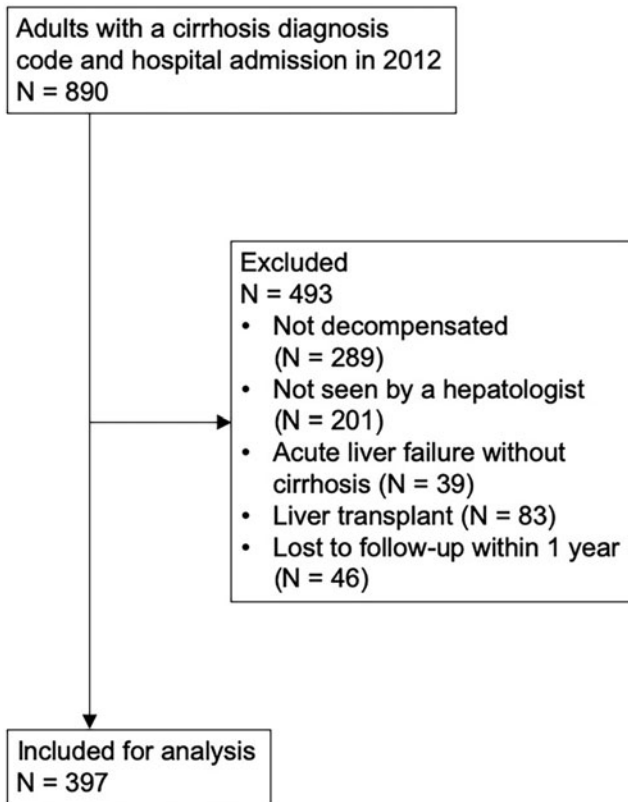 Adults with a cirrhosis diagnosis
code and hospital admission in 2012
N = 890
Excluded
N = 493
• Not decompensated
(N = 289)
• Not seen by a hepatologist
(N = 201)
• Acute liver failure without
cirrhosis (N = 39)
• Liver transplant (N = 83)
• Lost to follow-up within 1 year
(N = 46)
Included for analysis
N = 397